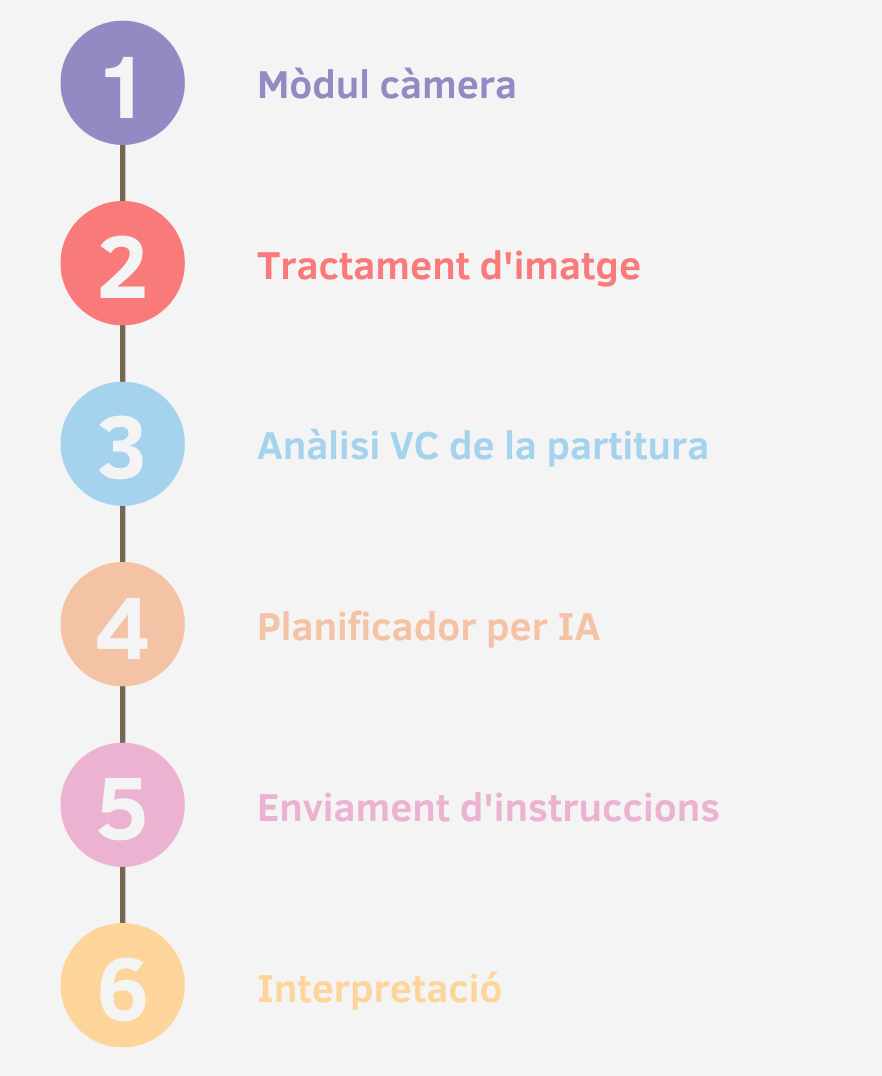 1 Mòdul càmera
2 Tractament d'imatge
3 Anàlisi VC de la partitura
4 Planificador per IA
5 Enviament d'instruccions
6 Interpretació